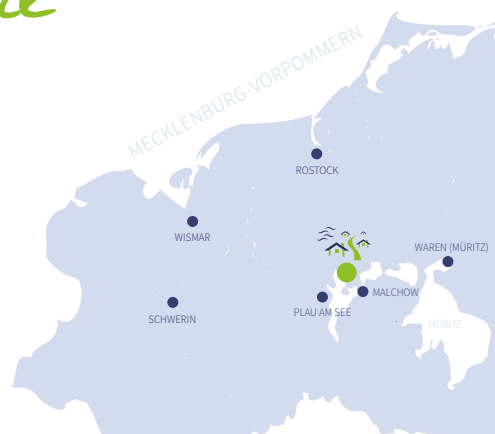 MECKLENBURG-VORPOMMERN
ROSTOCK
WISMAR
WAREN (MÜRITZ)
MALCHOW
SCHWERIN
PLAU AM SEE
MÜRITZ